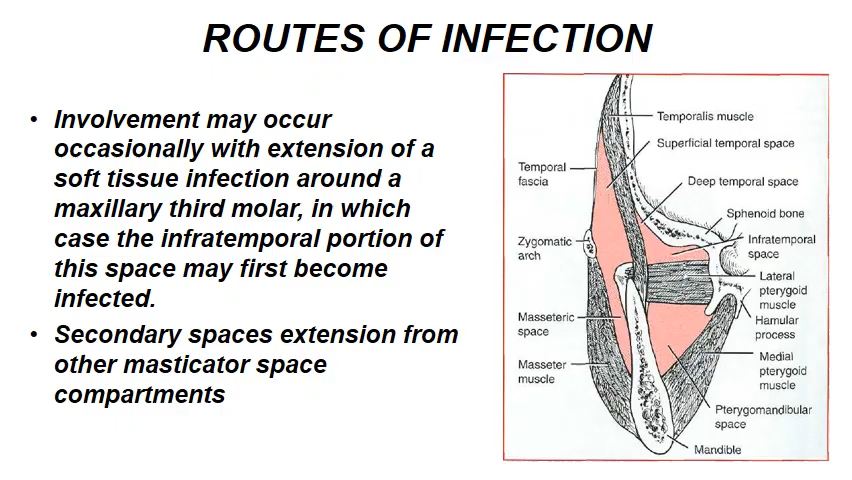 ROUTES OF INFECTION
• Involvement may occur
occasionally with extension of a
soft tissue infection around a
maxillary third molar, in which
case the infratemporal portion of
this space may first become
infected.
• Secondary spaces extension from
other masticator space
compartments
Temporalis muscle
Superficial temporal space
Temporal
fascia
Deep temporal space
Sphenoid bone
Zygomatic
arch
Infratemporal
space
Lateral
pterygoid
muscle
Masseteric
space
Hamular
process
Masseter
muscle
Medial
pterygoid
muscle
Pterygomandibular
space
Mandible